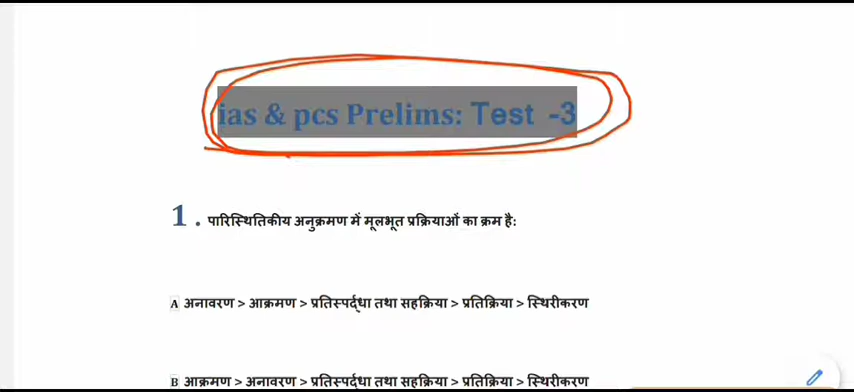 ias & pcs Prelims: Test -3
1 . पारिस्थितिकीय अनुक्रमण में मूलभूत प्रक्रियाओं का क्रम है:
A अनावरण > आक्रमण > प्रतिस्पर्द्धा तथा सहक्रिया > प्रतिक्रिया > स्थिरीकरण
B आक्रमण > अनावरण > प्रतिस्पर्द्धा तथा सहक्रिया > प्रतिक्रिया > स्थिरीकरण